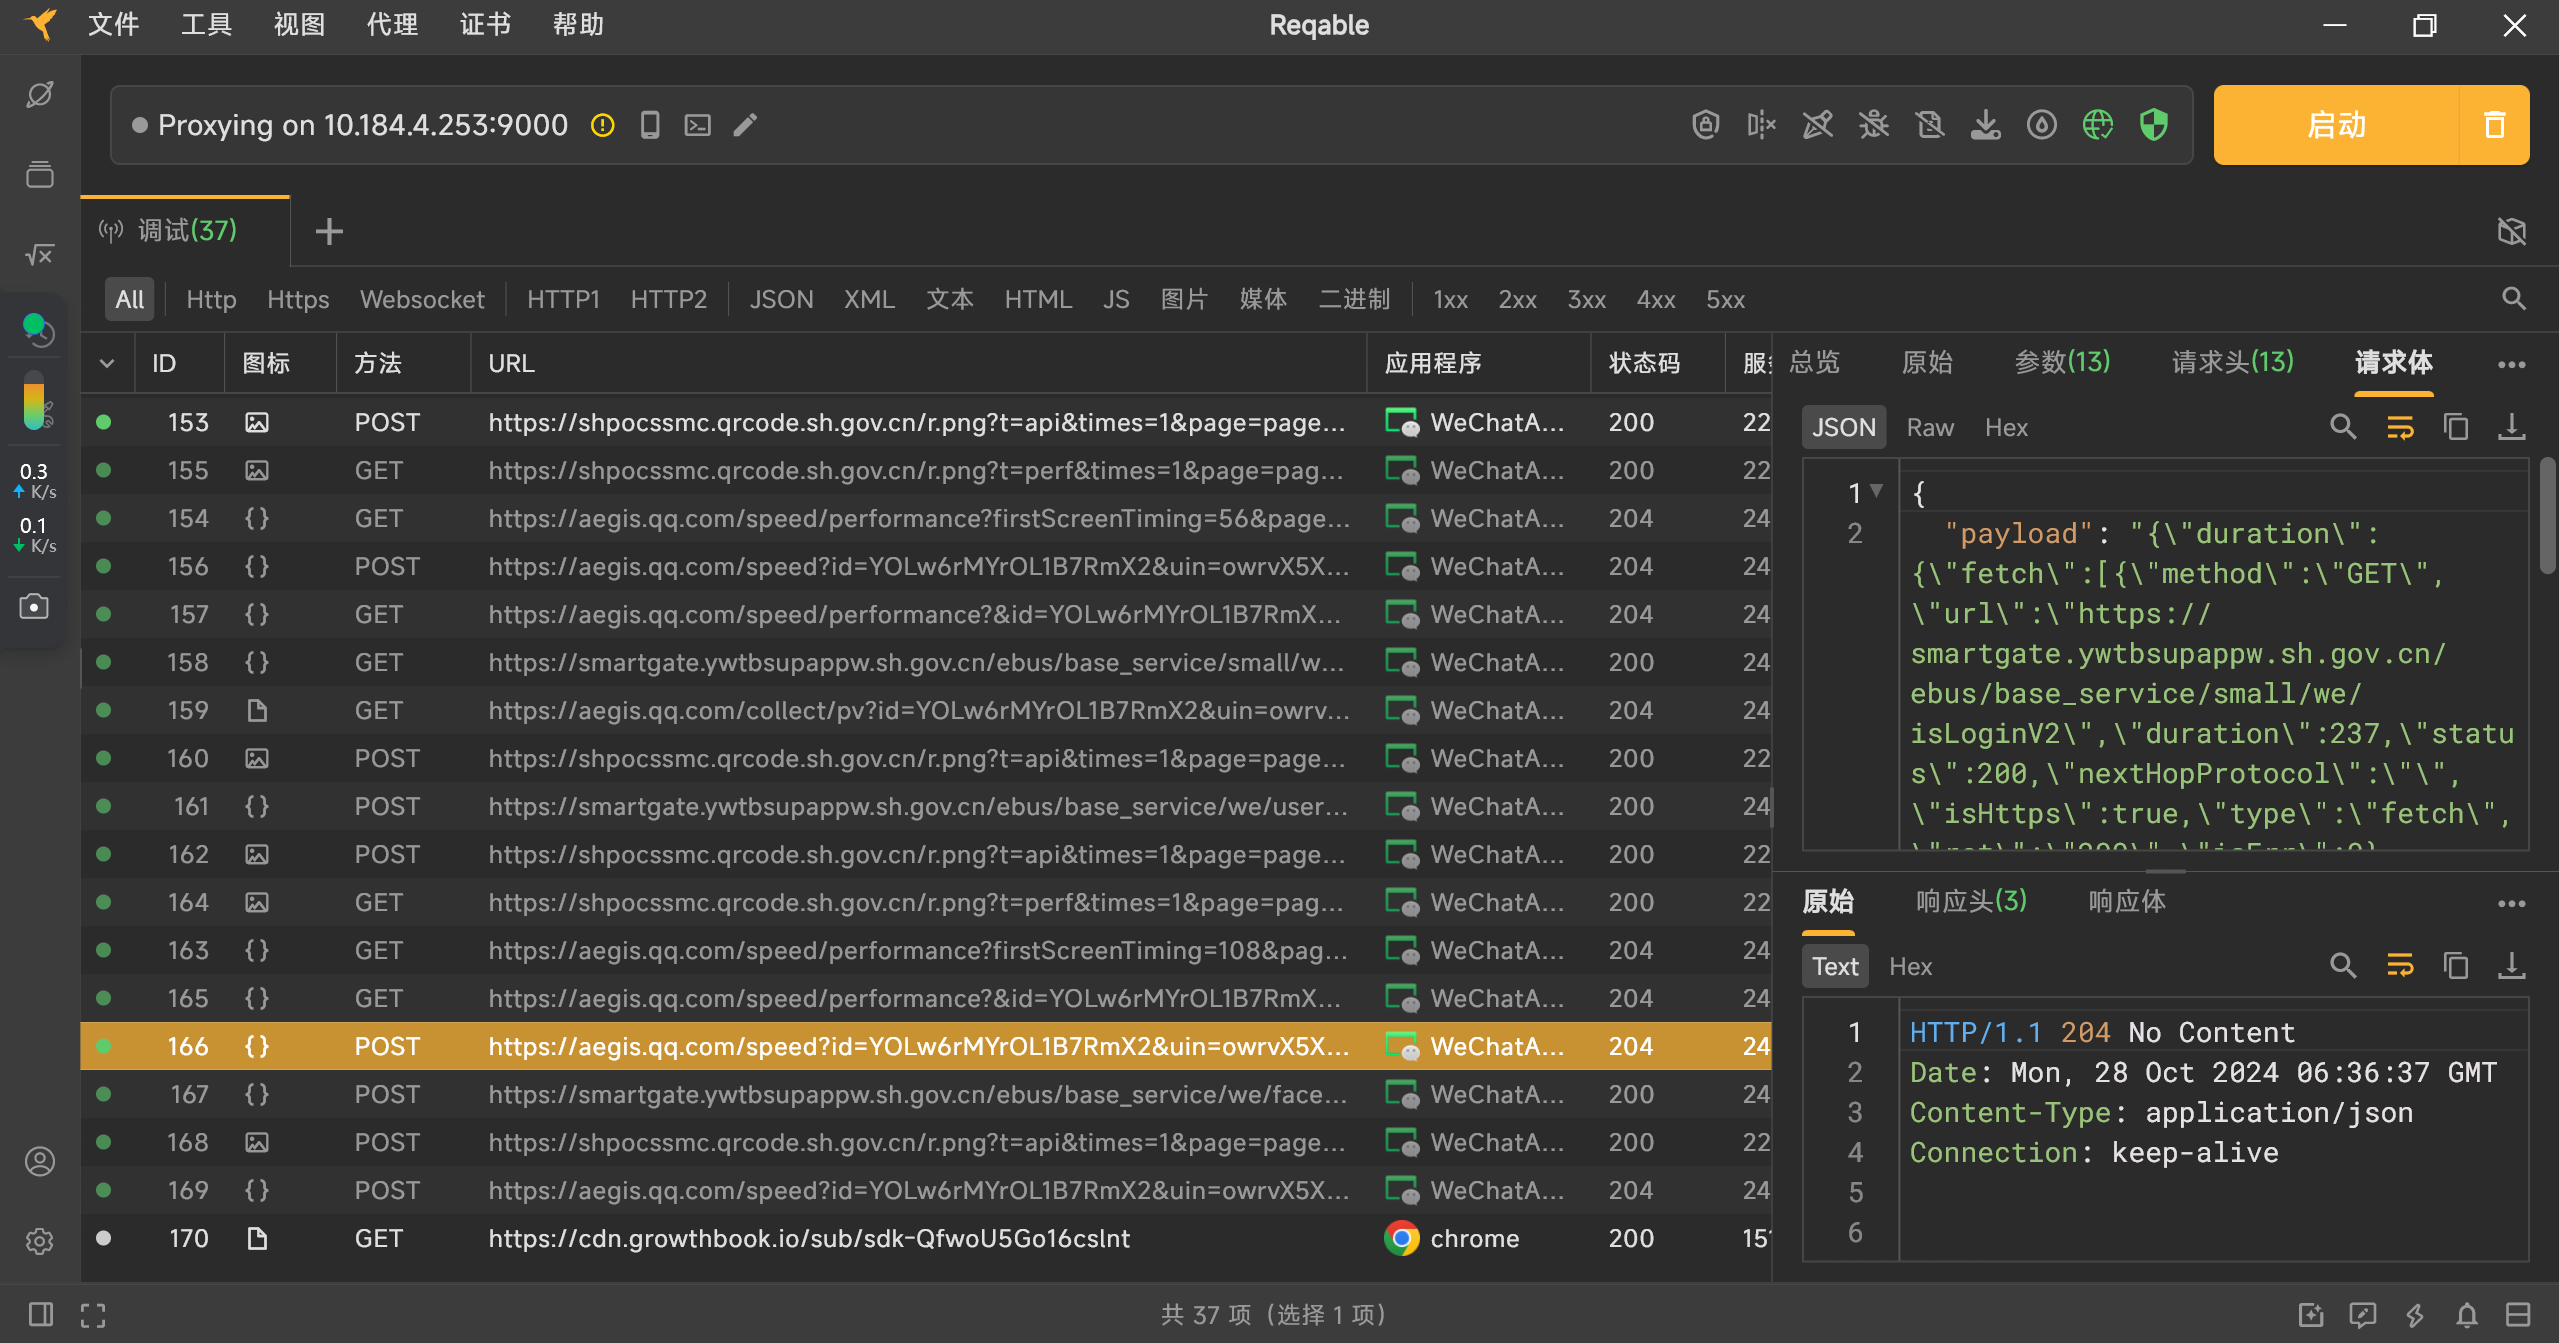 文件 工具 视图 代理 证书 帮助 Reqable
Proxying on 10.184.4.253:9000 启动
调试(37)
All Http Https Websocket HTTP1 HTTP2 JSON XML 文本 HTML JS 图片 媒体 二进制 1xx 2xx 3xx 4xx 5xx
ID 图标 方法 URL 应用程序 状态码
153 POST https://shpocssmc.qrcode.sh.gov.cn/r.png?t=api&times=1&page=page... WeChatA... 200 22
155 GET https://shpocssmc.qrcode.sh.gov.cn/r.png?t=perf&times=1&page=pag... WeChatA... 200 22
154 GET https://aegis.qq.com/speed/performance?firstScreenTiming=56&page... WeChatA... 204 24
156 POST https://aegis.qq.com/speed?id=YOLw6rMYrOL1B7RmX2&uin=owrvX5X... WeChatA... 204 24
157 GET https://aegis.qq.com/speed/performance?&id=YOLw6rMYrOL1B7RmX... WeChatA... 204 24
158 GET https://smartgate.ywtbsupappw.sh.gov.cn/ebus/base_service/small/w... WeChatA... 200 24
159 GET https://aegis.qq.com/collect/pv?id=YOLw6rMYrOL1B7RmX2&uin=owrv... WeChatA... 204 24
160 POST https://shpocssmc.qrcode.sh.gov.cn/r.png?t=api&times=1&page=page... WeChatA... 200 22
161 POST https://smartgate.ywtbsupappw.sh.gov.cn/ebus/base_service/we/user... WeChatA... 200 24
162 POST https://shpocssmc.qrcode.sh.gov.cn/r.png?t=api&times=1&page=page... WeChatA... 200 22
164 GET https://shpocssmc.qrcode.sh.gov.cn/r.png?t=perf&times=1&page=pag... WeChatA... 200 22
163 GET https://aegis.qq.com/speed/performance?firstScreenTiming=108&pag... WeChatA... 204 24
165 GET https://aegis.qq.com/speed/performance?&id=YOLw6rMYrOL1B7RmX... WeChatA... 204 24
166 POST https://aegis.qq.com/speed?id=YOLw6rMYrOL1B7RmX2&uin=owrvX5X... WeChatA... 204 24
167 POST https://smartgate.ywtbsupappw.sh.gov.cn/ebus/base_service/we/face... WeChatA... 200 24
168 POST https://shpocssmc.qrcode.sh.gov.cn/r.png?t=api&times=1&page=page... WeChatA... 200 22
169 POST https://aegis.qq.com/speed?id=YOLw6rMYrOL1B7RmX2&uin=owrvX5X... WeChatA... 204 24
170 GET https://cdn.growthbook.io/sub/sdk-QfwoU5Go16cslnt chrome 200 15
0.3
K/s
0.1
K/s
总览 原始 参数(13) 请求头(13) 请求体
JSON Raw Hex
1 {
2 "payload": "{\"duration\":
{\"fetch\":[{\"method\":\"GET\",
\"url\":\"https://
smartgate.ywtbsupappw.sh.gov.cn/
ebus/base_service/small/we/
isLoginV2\",\"duration\":237,\"statu
s\":200,\"nextHopProtocol\":\"\",
\"isHttps\":true,\"type\":\"fetch\",
原始 响应头(3) 响应体
Text Hex
1 HTTP/1.1 204 No Content
2 Date: Mon, 28 Oct 2024 06:36:37 GMT
3 Content-Type: application/json
4 Connection: keep-alive
5
6
共 37 项（选择 1 项）